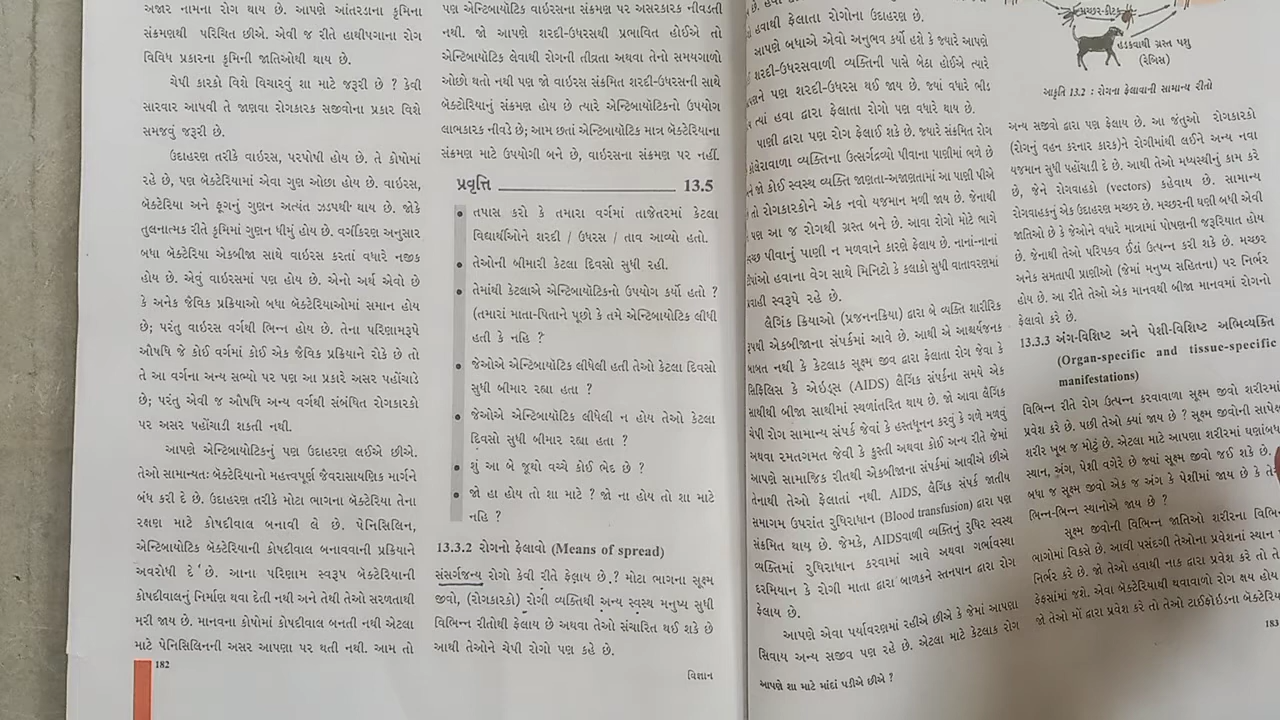 અજાર નામના રોગ થાય છે. આપણે આંતરડાના કૃમિના
સંક્રમણથી પરિચિત છીએ. એવી જ રીતે હાથીપગાના રોગ
વિવિધ પ્રકારના કૃમિની જાતિઓથી થાય છે.
ચેપી કારકો વિશે વિચારવું શા માટે જરૂરી છે ? કેવી
સારવાર આપવી તે જાણવા રોગકારક સજીવોના પ્રકાર વિશે
સમજવું જરૂરી છે.
ઉદાહરણ તરીકે વાઇરસ, પરપોષી હોય છે. તે કોષોમાં
રહે છે, પણ બૅક્ટેરિયામાં એવા ગુણ ઓછા હોય છે. વાઇરસ,
બૅક્ટેરિયા અને ફૂગનું ગુણન અત્યંત ઝડપથી થાય છે. જોકે
તુલનાત્મક રીતે કૃમિમાં ગુણન ધીમું હોય છે. વર્ગીકરણ અનુસાર
બધા બૅક્ટેરિયા એકબીજા સાથે વાઇરસ કરતાં વધારે નજીક
હોય છે. એવું વાઇરસમાં પણ હોય છે. એનો અર્થ એવો છે
કે અનેક જૈવિક પ્રક્રિયાઓ બધા બૅક્ટેરિયાઓમાં સમાન હોય
છે; પરંતુ વાઇરસ વર્ગથી ભિન્ન હોય છે. તેના પરિણામરૂપે
ઔષધિ જે કોઈ વર્ગમાં કોઈ એક જૈવિક પ્રક્રિયાને રોકે છે તો
તે આ વર્ગના અન્ય સભ્યો પર પણ આ પ્રકારે અસર પહોંચાડે
છે; પરંતુ એવી જ ઔષધિ અન્ય વર્ગથી સંબંધિત રોગકારકો
પર અસર પહોંચાડી શકતી નથી.
આપણે ઍન્ટિબાયૉટિકનું પણ ઉદાહરણ લઈએ છીએ.
તેઓ સામાન્યતઃ બૅક્ટેરિયાનો મહત્ત્વપૂર્ણ જૈવરાસાયણિક માર્ગને
બંધ કરી દે છે. ઉદાહરણ તરીકે મોટા ભાગના બૅક્ટેરિયા તેના
રક્ષણ માટે કોષદીવાલ બનાવી લે છે. પેનિસિલિન,
ઍન્ટિબાયૉટિક બૅક્ટેરિયાની કોષદીવાલ બનાવવાની પ્રક્રિયાને
અવરોધી દે છે. આના પરિણામ સ્વરૂપ બૅક્ટેરિયાની
કોષદીવાલનું નિર્માણ થવા દેતી નથી અને તેથી તેઓ સરળતાથી
મરી જાય છે. માનવના કોષોમાં કોષદીવાલ બનતી નથી એટલા
માટે પેનિસિલિનની અસર આપણા પર થતી નથી. આમ તો
182
પણ ઍન્ટિબાયૉટિક વાઇરસના સંક્રમણ પર અસરકારક નીવડતી
નથી. જો આપણે શરદી-ઉધરસથી પ્રભાવિત હોઈએ તો
ઍન્ટિબાયૉટિક લેવાથી રોગની તીવ્રતા અથવા તેનો સમયગાળો
ઓછો થતો નથી પણ જો વાઇરસ સંક્રમિત શરદી-ઉધરસની સાથે
બૅક્ટેરિયાનું સંક્રમણ હોય છે ત્યારે ઍન્ટિબાયૉટિકનો ઉપયોગ
લાભકારક નીવડે છે; આમ છતાં ઍન્ટિબાયૉટિક માત્ર બૅક્ટેરિયાના
સંક્રમણ માટે ઉપયોગી બને છે, વાઇરસના સંક્રમણ પર નહીં.
પ્રવૃત્તિ 13.5
• તપાસ કરો કે તમારા વર્ગમાં તાજેતરમાં કેટલા
વિદ્યાર્થીઓને શરદી / ઉધરસ / તાવ આવ્યો હતો.
• તેઓની બીમારી કેટલા દિવસો સુધી રહી.
• તેમાંથી કેટલાએ ઍન્ટિબાયૉટિકનો ઉપયોગ કર્યો હતો ?
(તમારાં માતા-પિતાને પૂછો કે તમે ઍન્ટિબાયૉટિક લીધી
હતી કે નહિ ?
• જેઓએ ઍન્ટિબાયૉટિક લીધેલી હતી તેઓ કેટલા દિવસો
સુધી બીમાર રહ્યા હતા ?
• જેઓએ ઍન્ટિબાયૉટિક લીધેલી ન હોય તેઓ કેટલા
દિવસો સુધી બીમાર રહ્યા હતા ?
• શું આ બે જૂથો વચ્ચે કોઈ ભેદ છે ?
• જો હા હોય તો શા માટે ? જો ના હોય તો શા માટે
નહિ ?
13.3.2 રોગનો ફેલાવો (Means of spread)
સંસર્ગજન્ય રોગો કેવી રીતે ફેલાય છે ? મોટા ભાગના સૂક્ષ્મ
જીવો, (રોગકારકો) રોગી વ્યક્તિથી અન્ય સ્વસ્થ મનુષ્ય સુધી
વિભિન્ન રીતોથી ફેલાય છે અથવા તેઓ સંચારિત થઈ શકે છે
આથી તેઓને ચેપી રોગો પણ કહે છે.
વિજ્ઞાન
હવાથી ફેલાતા રોગોના ઉદાહરણ છે.
આપણે બધાએ એવો અનુભવ કર્યો હશે કે જ્યારે આપણે
શરદી-ઉધરસવાળી વ્યક્તિની પાસે બેઠા હોઈએ ત્યારે
પણ શરદી-ઉધરસ થઈ જાય છે. જ્યાં વધારે ભીડ
ત્યાં હવા દ્વારા ફેલાતા રોગો પણ વધારે થાય છે.
પાણી દ્વારા પણ રોગ ફેલાઈ શકે છે. જ્યારે સંક્રમિત રોગ
વ્યક્તિના ઉત્સર્ગદ્રવ્યો પીવાના પાણીમાં ભળે છે
જો કોઈ સ્વસ્થ વ્યક્તિ જાણતા-અજાણતામાં આ પાણી પીએ
તો રોગકારકોને એક નવો યજમાન મળી જાય છે. જેનાથી
પણ આ જ રોગથી ગ્રસ્ત બને છે. આવા રોગો મોટે ભાગે
પીવાનું પાણી ન મળવાને કારણે ફેલાય છે. નાનાં-નાનાં
હવાના વેગ સાથે મિનિટો કે કલાકો સુધી વાતાવરણમાં
સ્વરૂપે રહે છે.
લૈંગિક ક્રિયાઓ (પ્રજનનક્રિયા) દ્વારા બે વ્યક્તિ શારીરિક
એકબીજાના સંપર્કમાં આવે છે. આથી એ આશ્ચર્યજનક
નથી કે કેટલાક સૂક્ષ્મ જીવ દ્વારા ફેલાતા રોગ જેવા કે
સિફિલિસ કે એઇડ્સ (AIDS) લૈંગિક સંપર્કના સમયે એક
સાથીથી બીજા સાથીમાં સ્થળાંતરિત થાય છે. જો આવા લૈંગિક
ચેપી રોગ સામાન્ય સંપર્ક જેવાં કે હસ્તધૂનન કરવું કે ગળે મળવું
અથવા રમતગમત જેવી કે કુસ્તી અથવા કોઈ અન્ય રીતે જેમાં
આપણે સામાજિક રીતથી એકબીજાના સંપર્કમાં આવીએ છીએ
તેનાથી તેઓ ફેલાતાં નથી. AIDS, લૈંગિક સંપર્ક જાતીય
સમાગમ ઉપરાંત રુધિરાધાન (Blood transfusion) દ્વારા પણ
સંક્રમિત થાય છે. જેમકે, AIDSવાળી વ્યક્તિનું રુધિર સ્વસ્થ
વ્યક્તિમાં રુધિરાધાન કરવામાં આવે અથવા ગર્ભાવસ્થા
દરમિયાન કે રોગી માતા દ્વારા બાળકને સ્તનપાન દ્વારા રોગ
ફેલાય છે.
આપણે એવા પર્યાવરણમાં રહીએ છીએ કે જેમાં આપણા
સિવાય અન્ય સજીવ પણ રહે છે. એટલા માટે કેટલાક રોગ
આપણે શા માટે માંદાં પડીએ છીએ ?
મચ્છર-કીટક
હડકવાથી ગ્રસ્ત પશુ
(રેબિસ)
આકૃતિ 13.2 : રોગના ફેલાવાની સામાન્ય રીતો
અન્ય સજીવો દ્વારા પણ ફેલાય છે. આ જંતુઓ રોગકારકો
(રોગનું વહન કરનાર કારક)ને રોગીમાંથી લઈને અન્ય નવા
યજમાન સુધી પહોંચાડી દે છે. આથી તેઓ મધ્યસ્થીનું કામ કરે
છે, જેને રોગવાહકો (vectors) કહેવાય છે. સામાન્ય
રોગવાહકનું એક ઉદાહરણ મચ્છર છે. મચ્છરની ઘણી બધી એવી
જાતિઓ છે કે જેઓને વધારે માત્રામાં પોષણની જરૂરિયાત હોય
છે. જેનાથી તેઓ પરિપક્વ ઈંડાં ઉત્પન્ન કરી શકે છે. મચ્છર
અનેક સમતાપી પ્રાણીઓ (જેમાં મનુષ્ય સહિતના) પર નિર્ભર
હોય છે. આ રીતે તેઓ એક માનવથી બીજા માનવમાં રોગનો
ફેલાવો કરે છે.
13.3.3 અંગ-વિશિષ્ટ અને પેશી-વિશિષ્ટ અભિવ્યક્તિ
(Organ-specific and tissue-specific
manifestations)
વિભિન્ન રીતે રોગ ઉત્પન્ન કરવાવાળા સૂક્ષ્મ જીવો શરીરમાં
પ્રવેશ કરે છે. પછી તેઓ ક્યાં જાય છે ? સૂક્ષ્મ જીવોની
શરીર ખૂબ જ મોટું છે. એટલા માટે આપણા શરીરમાં
સ્થાન, અંગ, પેશી વગેરે છે જ્યાં સૂક્ષ્મ જીવો જઈ શકે છે.
બધા જ સૂક્ષ્મ જીવો એક જ અંગ કે પેશીમાં જાય છે કે
ભિન્ન-ભિન્ન સ્થાનોએ જાય છે ?
સૂક્ષ્મ જીવોની વિભિન્ન જાતિઓ શરીરના
ભાગોમાં વિકસે છે. આવી પસંદગી તેઓના પ્રવેશનાં સ્થાન
નિર્ભર કરે છે. જો તેઓ હવાથી નાક દ્વારા પ્રવેશ કરે તો
ફેફસાંમાં જશે. એવા બૅક્ટેરિયાથી થવાવાળો રોગ ક્ષય
જો તેઓ મોં દ્વારા પ્રવેશ કરે તો તેઓ ટાઈફોઇડના
183